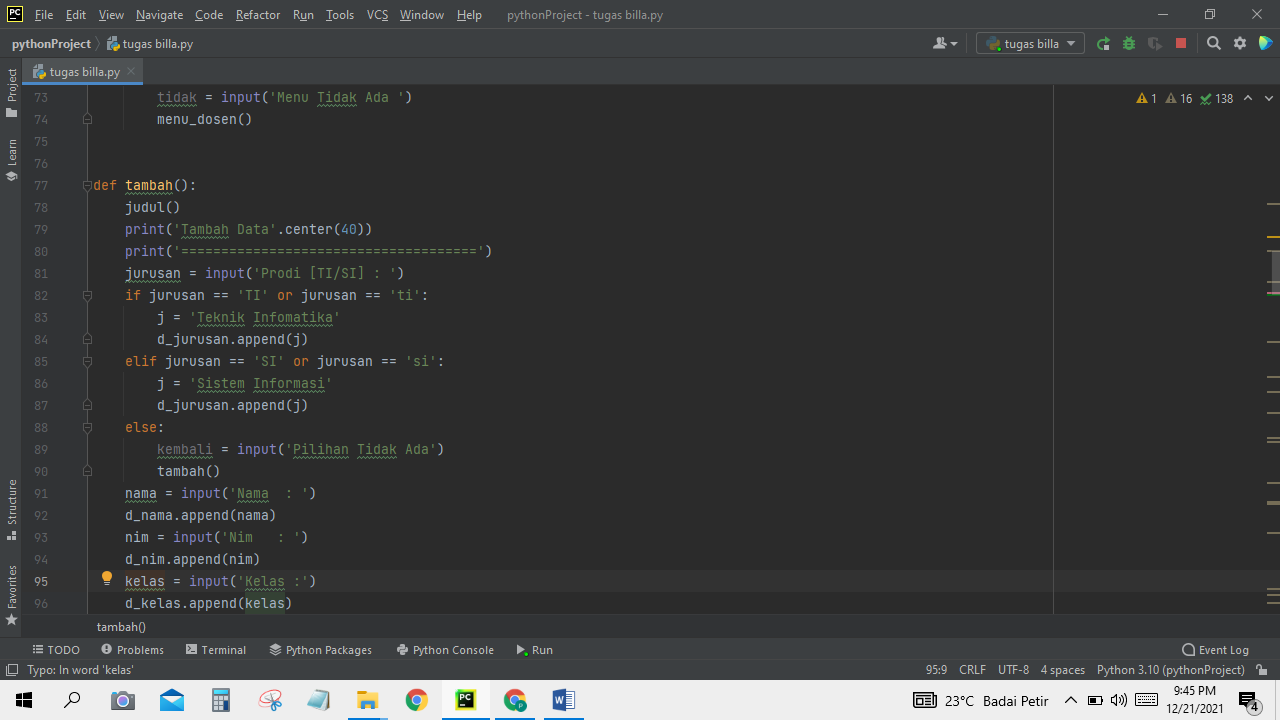 PC File Edit View Navigate Code Refactor Run Tools VCS Window Help pythonProject - tugas billa.py
pythonProject tugas billa.py tugas billa
tugas billa.py
Project
Learn
Structure
Favorites
1 16 138
73 tidak = input('Menu Tidak Ada ')
74 menu_dosen()
75
76
77 def tambah():
78 judul()
79 print('Tambah Data'.center(40))
80 print('=====================================')
81 jurusan = input('Prodi [TI/SI] : ')
82 if jurusan == 'TI' or jurusan == 'ti':
83 j = 'Teknik Infomatika'
84 d_jurusan.append(j)
85 elif jurusan == 'SI' or jurusan == 'si':
86 j = 'Sistem Informasi'
87 d_jurusan.append(j)
88 else:
89 kembali = input('Pilihan Tidak Ada')
90 tambah()
91 nama = input('Nama  : ')
92 d_nama.append(nama)
93 nim = input('Nim   : ')
94 d_nim.append(nim)
95 kelas = input('Kelas :')
96 d_kelas.append(kelas)
tambah()
TODO Problems Terminal Python Packages Python Console Run Event Log
Typo: In word 'kelas' 95:9 CRLF UTF-8 4 spaces Python 3.10 (pythonProject)
PC P W 23°C Badai Petir 9:45 PM
12/21/2021 4